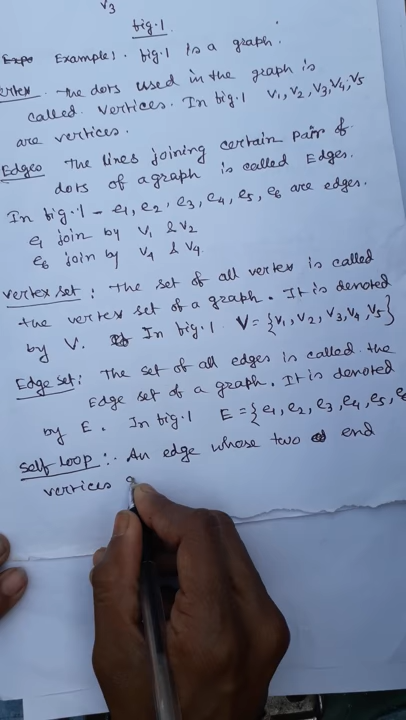 V3
fig.1
Example: fig.1 is a graph.
The dots used in the graph is
called vertices. In fig.1 V1, V2, V3, V4, V5
are vertices.
Edges The lines joining certain pair of
dots of a graph is called Edges.
In fig.1 - e1, e2, e3, e4, e5, e6 are edges.
e1 join by V1 & V2
e6 join by V4 & V4.
Vertex set : The set of all vertex is called
the vertex set of a graph. It is denoted
by V. In fig.1. V = {V1, V2, V3, V4, V5}
Edge set: The set of all edges is called the
Edge set of a graph. It is denoted
by E. In fig.1 E = {e1, e2, e3, e4, e5, e6
Self loop :- An edge whose two end
vertices